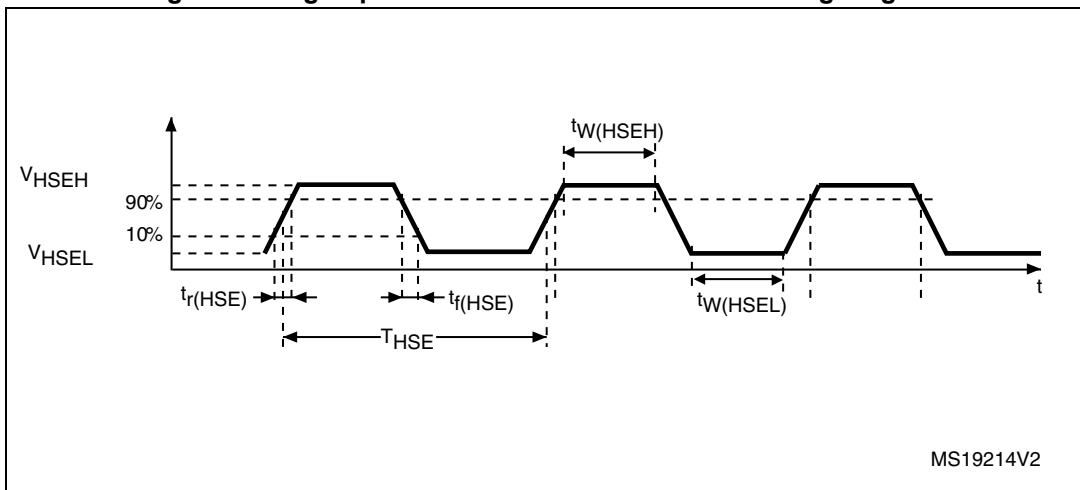 tW(HSEH)
VHSEH
90%
10%
VHSEL
tr(HSE)
tf(HSE)
tW(HSEL)
t
THSE
MS19214V2